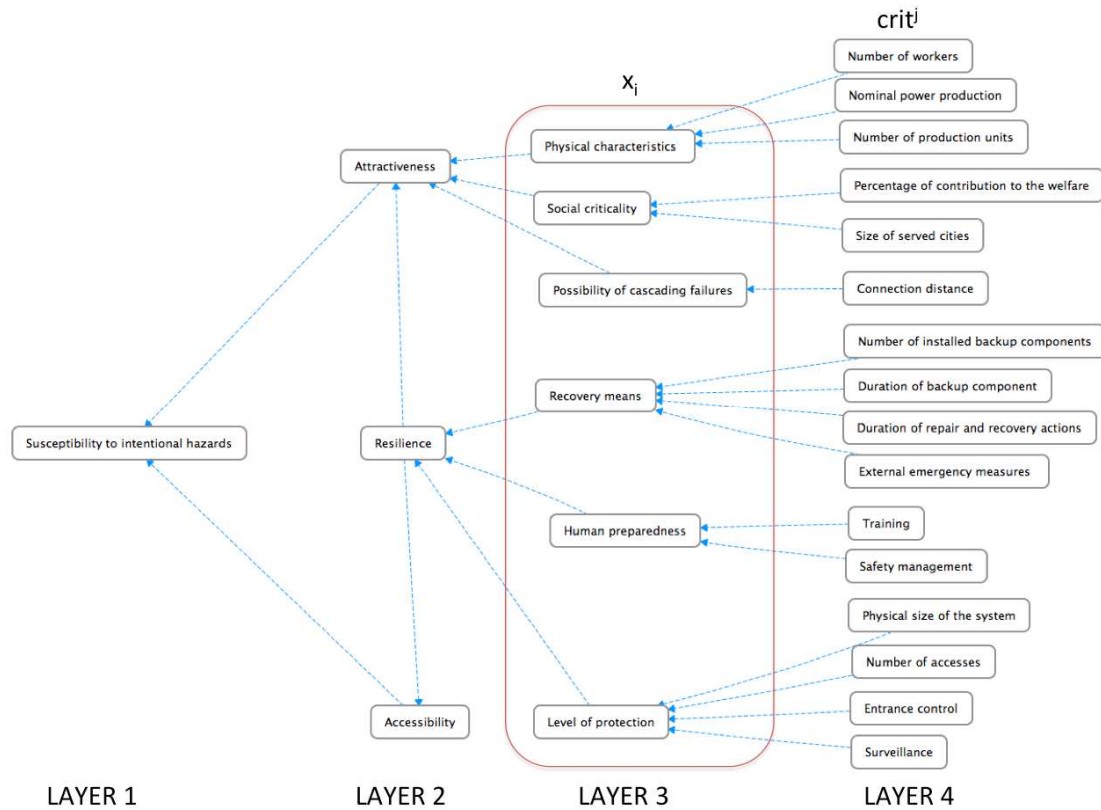 crit^j
Number of workers
x_i
Nominal power production
Number of production units
Physical characteristics
Attractiveness
Percentage of contribution to the welfare
Social criticality
Size of served cities
Possibility of cascading failures
Connection distance
Number of installed backup components
Duration of backup component
Recovery means
Duration of repair and recovery actions
Susceptibility to intentional hazards
Resilience
External emergency measures
Training
Human preparedness
Safety management
Physical size of the system
Number of accesses
Entrance control
Accessibility
Level of protection
Surveillance
LAYER 1
LAYER 2
LAYER 3
LAYER 4